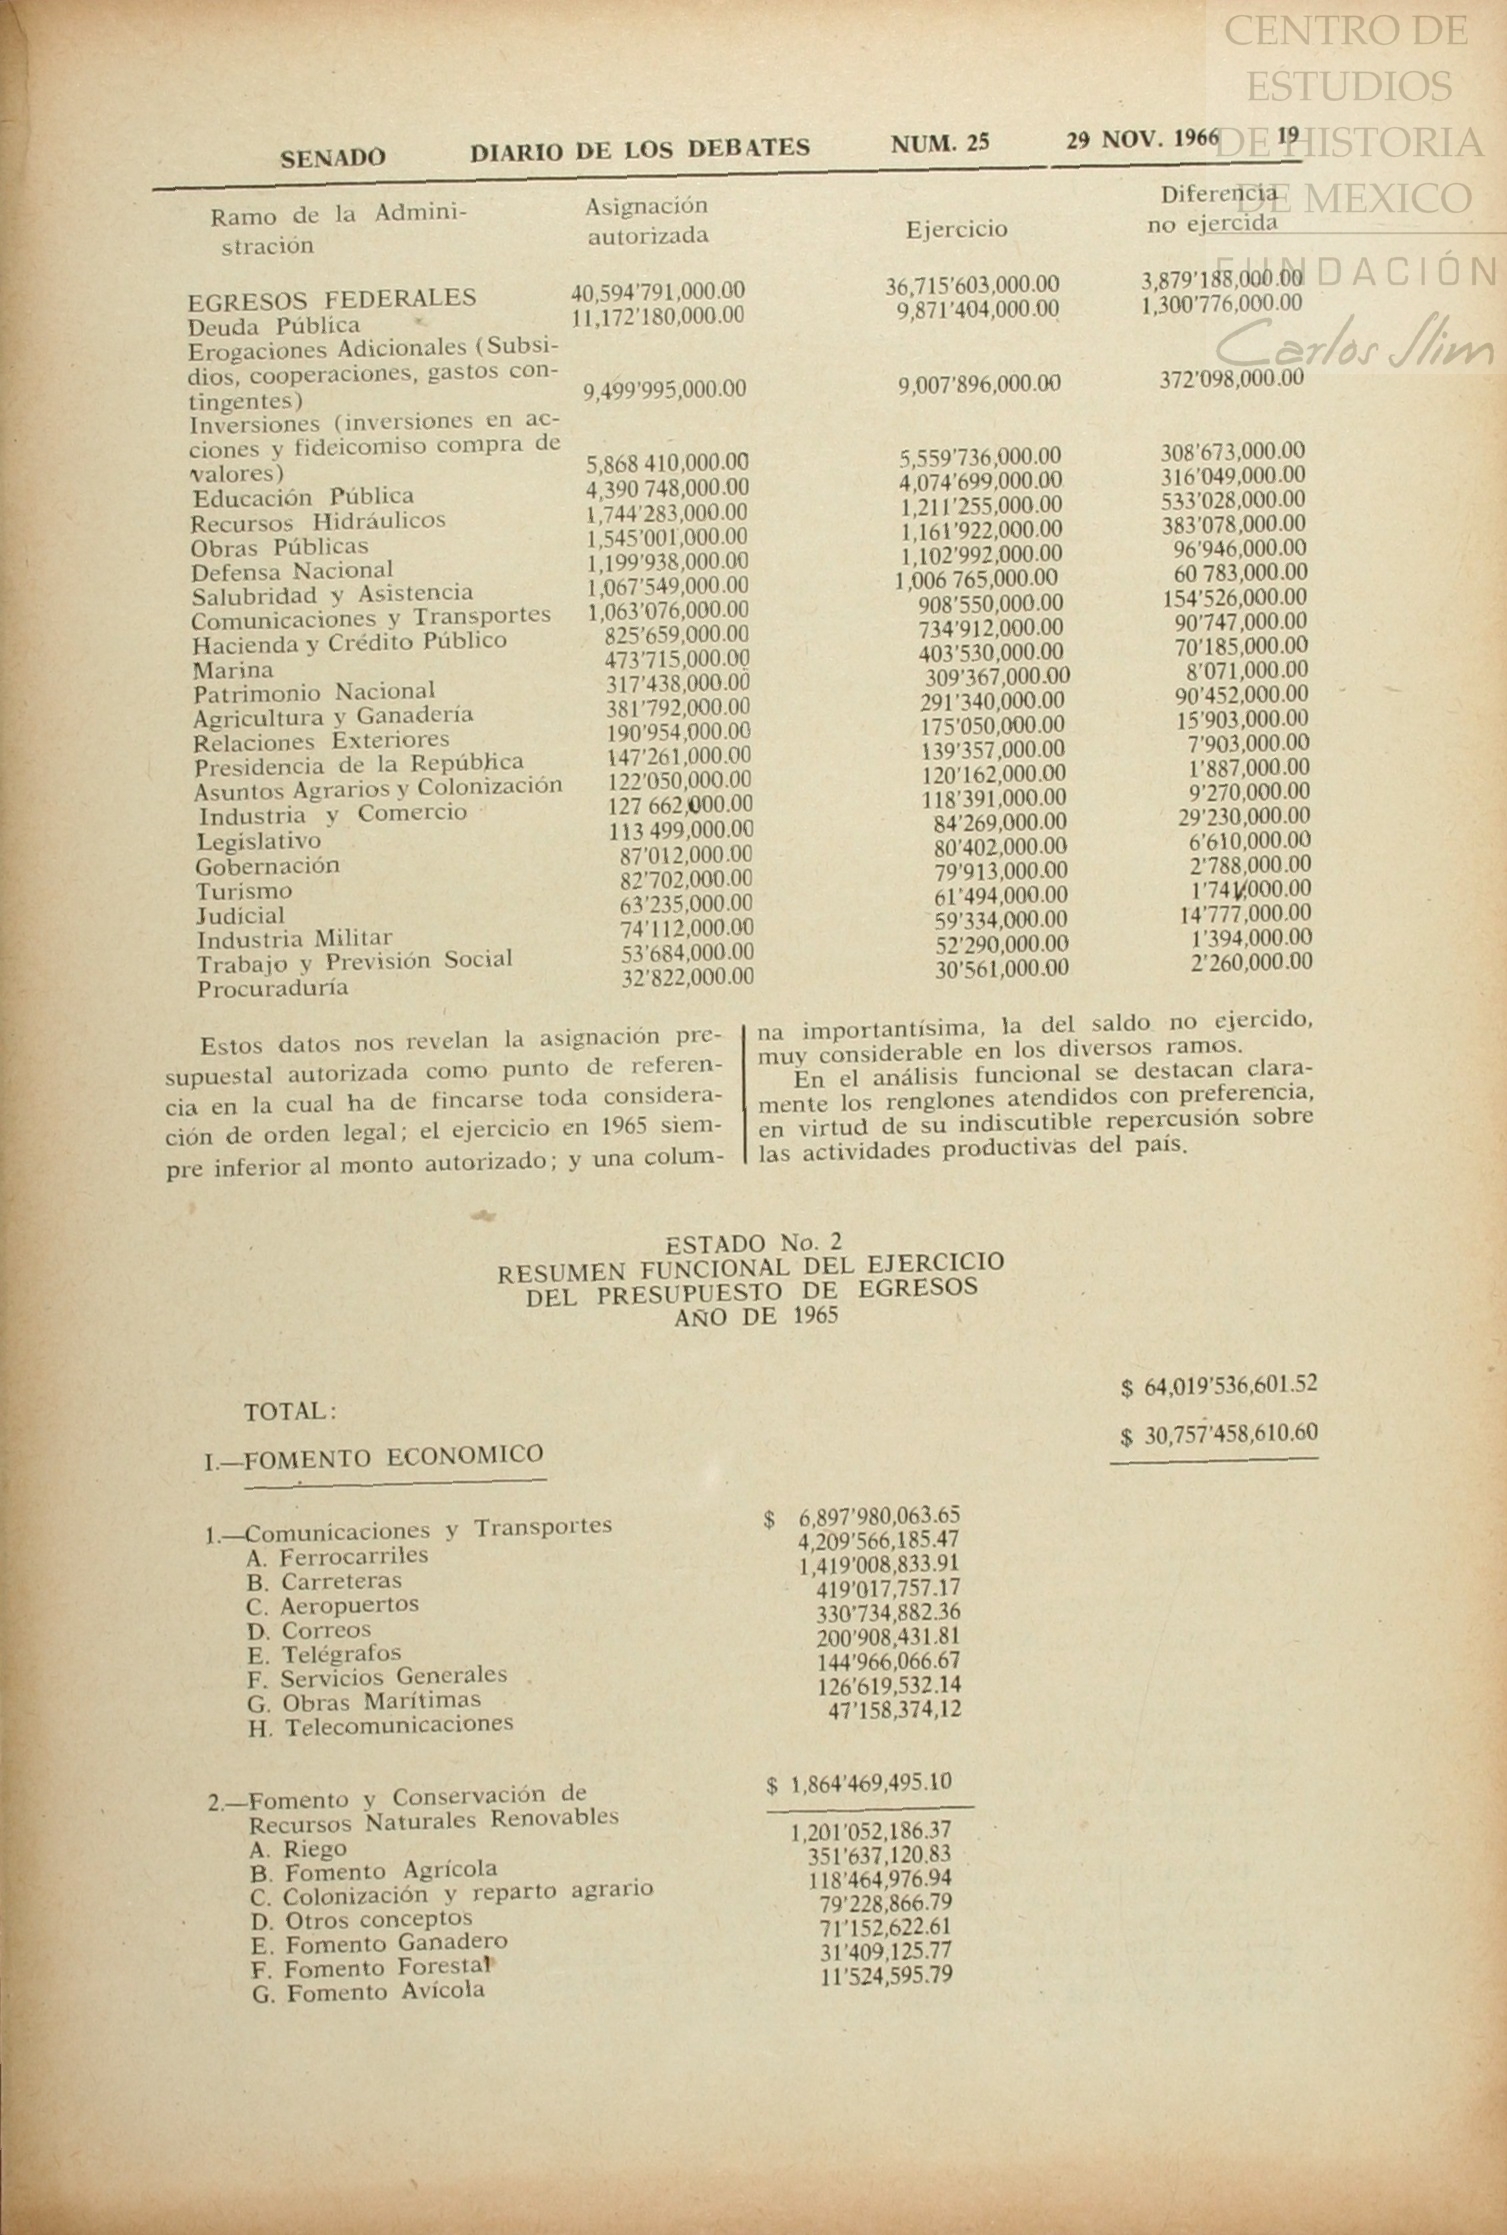 CENTRO DE
ESTUDIOS
DE HISTORIA
DE MEXICO
FUNDACIÓN
Carlos Slim
SENADO DIARIO DE LOS DEBATES NUM. 25 29 NOV. 1966 19
Ramo de la Admini-
stración
Asignación
autorizada
Ejercicio
Diferencia
no ejercida
EGRESOS FEDERALES 40,594'791,000.00 36,715'603,000.00 3,879'188,000.00
Deuda Pública 11,172'180,000.00 9,871'404,000.00 1,300'776,000.00
Erogaciones Adicionales (Subsi-
dios, cooperaciones, gastos con-
tingentes) 9,499'995,000.00 9,007'896,000.00 372'098,000.00
Inversiones (inversiones en ac-
ciones y fideicomiso compra de
valores) 5,868 410,000.00 5,559'736,000.00 308'673,000.00
Educación Pública 4,390 748,000.00 4,074'699,000.00 316'049,000.00
Recursos Hidráulicos 1,744'283,000.00 1,211'255,000.00 533'028,000.00
Obras Públicas 1,545'001,000.00 1,161'922,000.00 383'078,000.00
Defensa Nacional 1,199'938,000.00 1,102'992,000.00 96'946,000.00
Salubridad y Asistencia 1,067'549,000.00 1,006 765,000.00 60 783,000.00
Comunicaciones y Transportes 1,063'076,000.00 908'550,000.00 154'526,000.00
Hacienda y Crédito Público 825'659,000.00 734'912,000.00 90'747,000.00
Marina 473'715,000.00 403'530,000.00 70'185,000.00
Patrimonio Nacional 317'438,000.00 309'367,000.00 8'071,000.00
Agricultura y Ganadería 381'792,000.00 291'340,000.00 90'452,000.00
Relaciones Exteriores 190'954,000.00 175'050,000.00 15'903,000.00
Presidencia de la República 147'261,000.00 139'357,000.00 7'903,000.00
Asuntos Agrarios y Colonización 122'050,000.00 120'162,000.00 1'887,000.00
Industria y Comercio 127 662,000.00 118'391,000.00 9'270,000.00
Legislativo 113 499,000.00 84'269,000.00 29'230,000.00
Gobernación 87'012,000.00 80'402,000.00 6'610,000.00
Turismo 82'702,000.00 79'913,000.00 2'788,000.00
Judicial 63'235,000.00 61'494,000.00 1'741,000.00
Industria Militar 74'112,000.00 59'334,000.00 14'777,000.00
Trabajo y Previsión Social 53'684,000.00 52'290,000.00 1'394,000.00
Procuraduría 32'822,000.00 30'561,000.00 2'260,000.00
Estos datos nos revelan la asignación pre-
supuestal autorizada como punto de referen-
cia en la cual ha de fincarse toda considera-
ción de orden legal; el ejercicio en 1965 siem-
pre inferior al monto autorizado; y una colum-
na importantísima, la del saldo no ejercido,
muy considerable en los diversos ramos.
En el análisis funcional se destacan clara-
mente los renglones atendidos con preferencia,
en virtud de su indiscutible repercusión sobre
las actividades productivas del país.
ESTADO No. 2
RESUMEN FUNCIONAL DEL EJERCICIO
DEL PRESUPUESTO DE EGRESOS
AÑO DE 1965
TOTAL: $ 64,019'536,601.52
I.—FOMENTO ECONOMICO $ 30,757'458,610.60
1.—Comunicaciones y Transportes $ 6,897'980,063.65
A. Ferrocarriles 4,209'566,185.47
B. Carreteras 1,419'008,833.91
C. Aeropuertos 419'017,757.17
D. Correos 330'734,882.36
E. Telégrafos 200'908,431.81
F. Servicios Generales 144'966,066.67
G. Obras Marítimas 126'619,532.14
H. Telecomunicaciones 47'158,374,12
2.—Fomento y Conservación de
Recursos Naturales Renovables $ 1,864'469,495.10
A. Riego 1,201'052,186.37
B. Fomento Agrícola 351'637,120.83
C. Colonización y reparto agrario 118'464,976.94
D. Otros conceptos 79'228,866.79
E. Fomento Ganadero 71'152,622.61
F. Fomento Forestal 31'409,125.77
G. Fomento Avícola 11'524,595.79